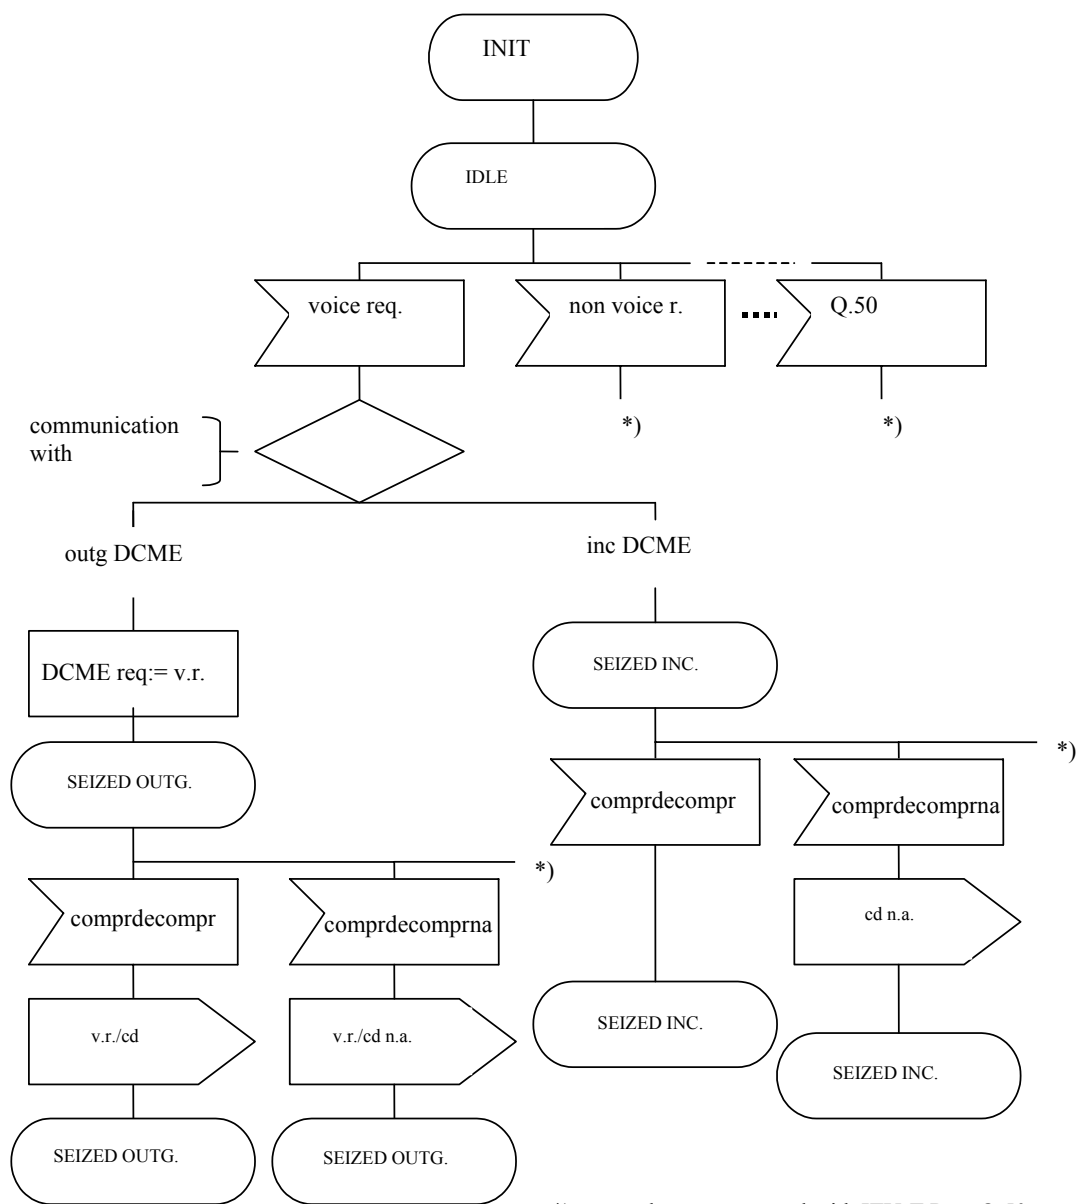 INIT
IDLE
voice req.
non voice r.
Q.50
*)
*)
communication
with
outg DCME
inc DCME
DCME req:= v.r.
SEIZED INC.
*)
SEIZED OUTG.
comprdecompr
comprdecomprna
*)
comprdecompr
comprdecomprna
cd n.a.
v.r./cd
v.r./cd n.a.
SEIZED INC.
SEIZED INC.
SEIZED OUTG.
SEIZED OUTG.